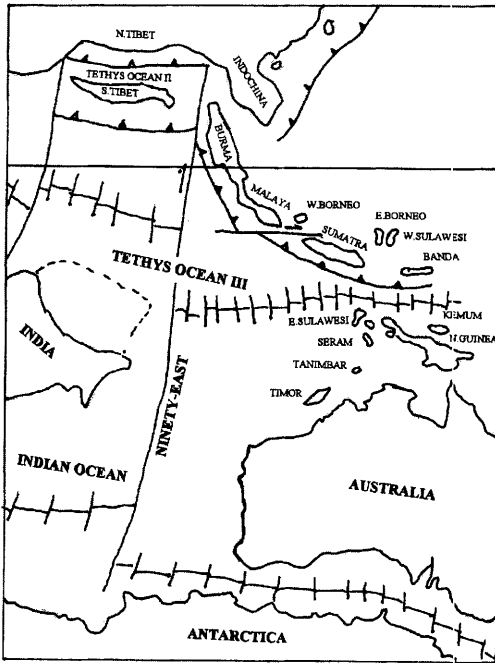 N.TIBET
INDOCHINA
TETHYS OCEAN II
S.TIBET
BURMA
MALAYA
W.BORNEO
E.BORNEO
SUMATRA
W.SULAWESI
BANDA
TETHYS OCEAN III
E.SULAWESI
KEMUM
N.GUINEA
INDIA
SERAM
TANIMBAR
TIMOR
NINETY-EAST
INDIAN OCEAN
AUSTRALIA
ANTARCTICA